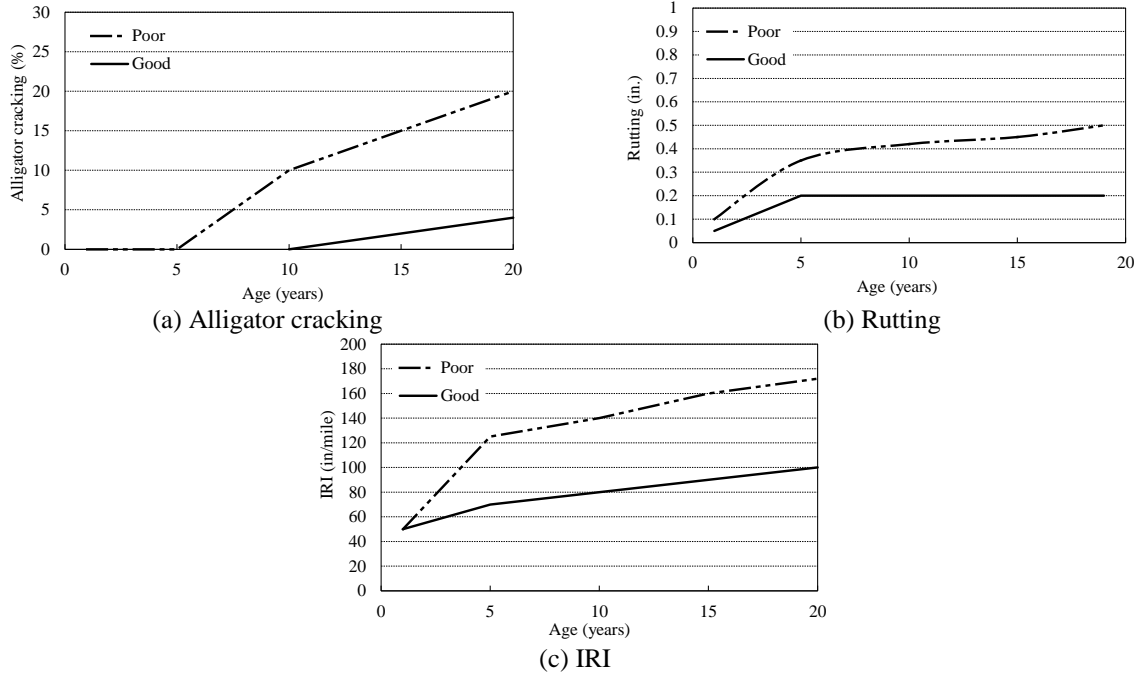 Alligator cracking (%)
30
25
20
15
10
5
0
Poor
Good
0 5 10 15 20
Age (years)
(a) Alligator cracking
Rutting (in.)
1
0.9
0.8
0.7
0.6
0.5
0.4
0.3
0.2
0.1
0
Poor
Good
0 5 10 15 20
Age (years)
(b) Rutting
IRI (in/mile)
200
180
160
140
120
100
80
60
40
20
0
Poor
Good
0 5 10 15 20
Age (years)
(c) IRI